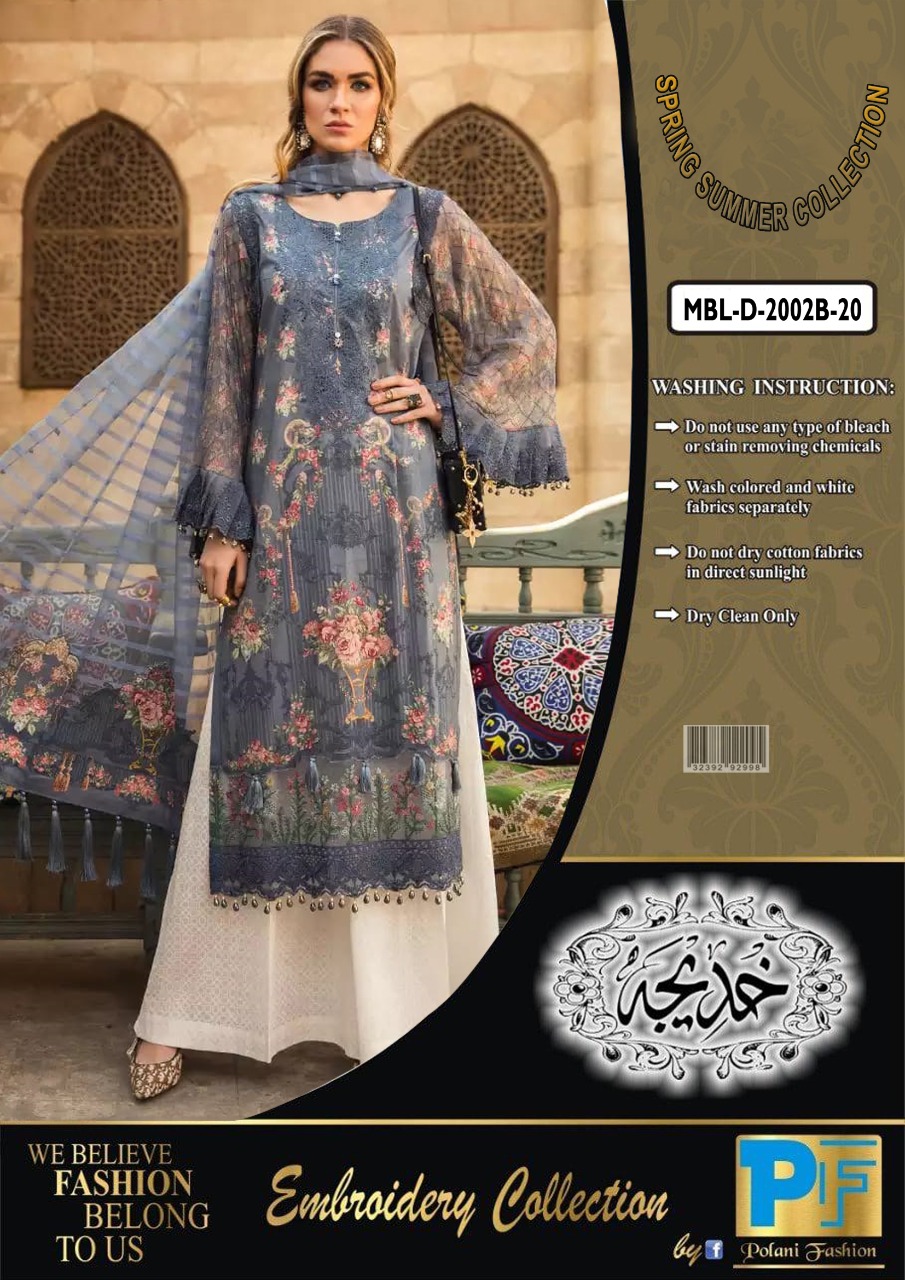 SPRING SUMMER COLLECTION
MBL-D-2002B-20
WASHING INSTRUCTION:
Do not use any type of bleach
or stain removing chemicals
Wash colored and white
fabrics separately
Do not dry cotton fabrics
in direct sunlight
Dry Clean Only
32392 92998
خدیجہ
WE BELIEVE
FASHION
BELONG
TO US
Embroidery Collection
by f
PF
Polani Fashion